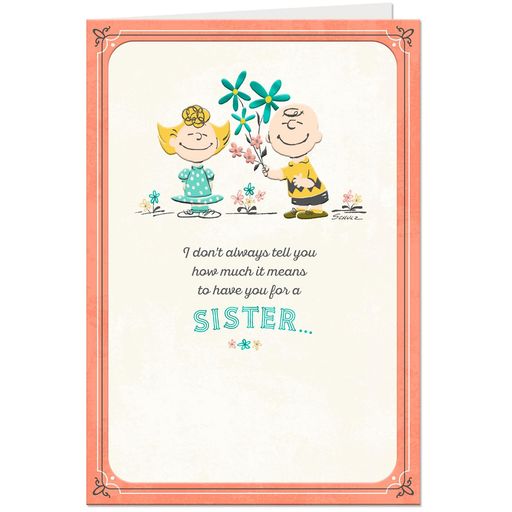 SCHULZ
I don't always tell you
how much it means
to have you for a
SISTER...